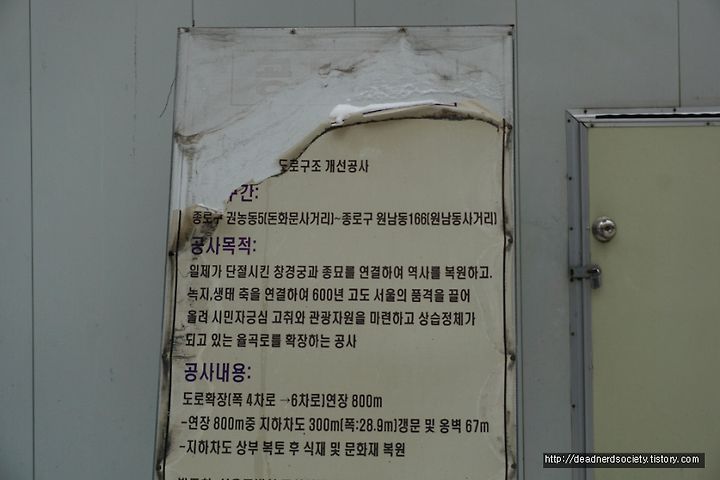 도로구조 개선공사
구간:
종로구 권농동5(돈화문사거리)~종로구 원남동166(원남동사거리)
공사목적:
일제가 단절시킨 창경궁과 종묘를 연결하여 역사를 복원하고.
녹지,생태 축을 연결하여 600년 고도 서울의 품격을 끌어
올려 시민자긍심 고취와 관광자원을 마련하고 상습정체가
되고 있는 율곡로를 확장하는 공사
공사내용:
도로확장(폭 4차로 →6차로)연장 800m
-연장 800m중 지하차도 300m(폭:28.9m)갱문 및 옹벽 67m
-지하차도 상부 복토 후 식재 및 문화재 복원
http://deadnerdsociety.tistory.com